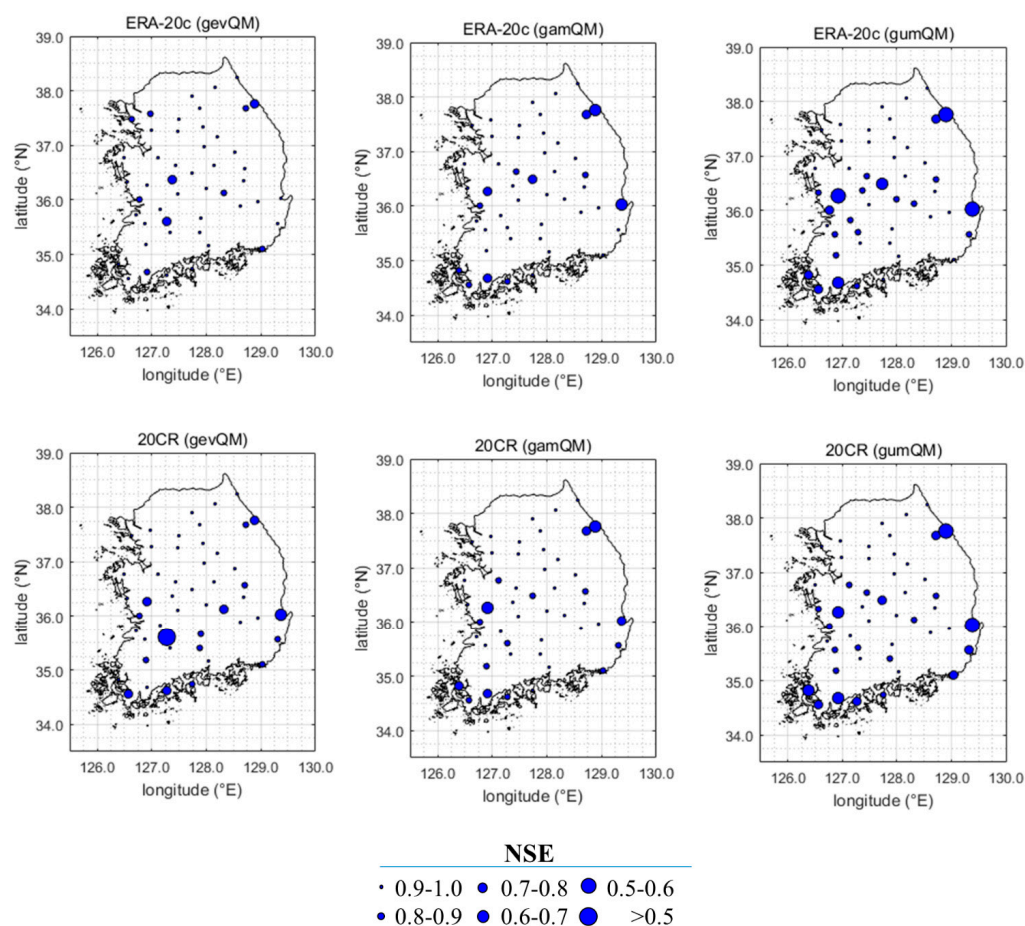 ERA-20c (gevQM)
39.0
38.0
37.0
36.0
35.0
34.0
latitude (°N)
126.0 127.0 128.0 129.0 130.0
longitude (°E)
ERA-20c (gamQM)
39.0
38.0
37.0
36.0
35.0
34.0
latitude (°N)
126.0 127.0 128.0 129.0 130.0
longitude (°E)
ERA-20c (gumQM)
39.0
38.0
37.0
36.0
35.0
34.0
latitude (°N)
126.0 127.0 128.0 129.0 130.0
longitude (°E)
20CR (gevQM)
39.0
38.0
37.0
36.0
35.0
34.0
latitude (°N)
126.0 127.0 128.0 129.0 130.0
longitude (°E)
20CR (gamQM)
39.0
38.0
37.0
36.0
35.0
34.0
latitude (°N)
126.0 127.0 128.0 129.0 130.0
longitude (°E)
20CR (gumQM)
39.0
38.0
37.0
36.0
35.0
34.0
latitude (°N)
126.0 127.0 128.0 129.0 130.0
longitude (°E)
NSE
0.9-1.0 0.7-0.8 0.5-0.6
0.8-0.9 0.6-0.7 >0.5